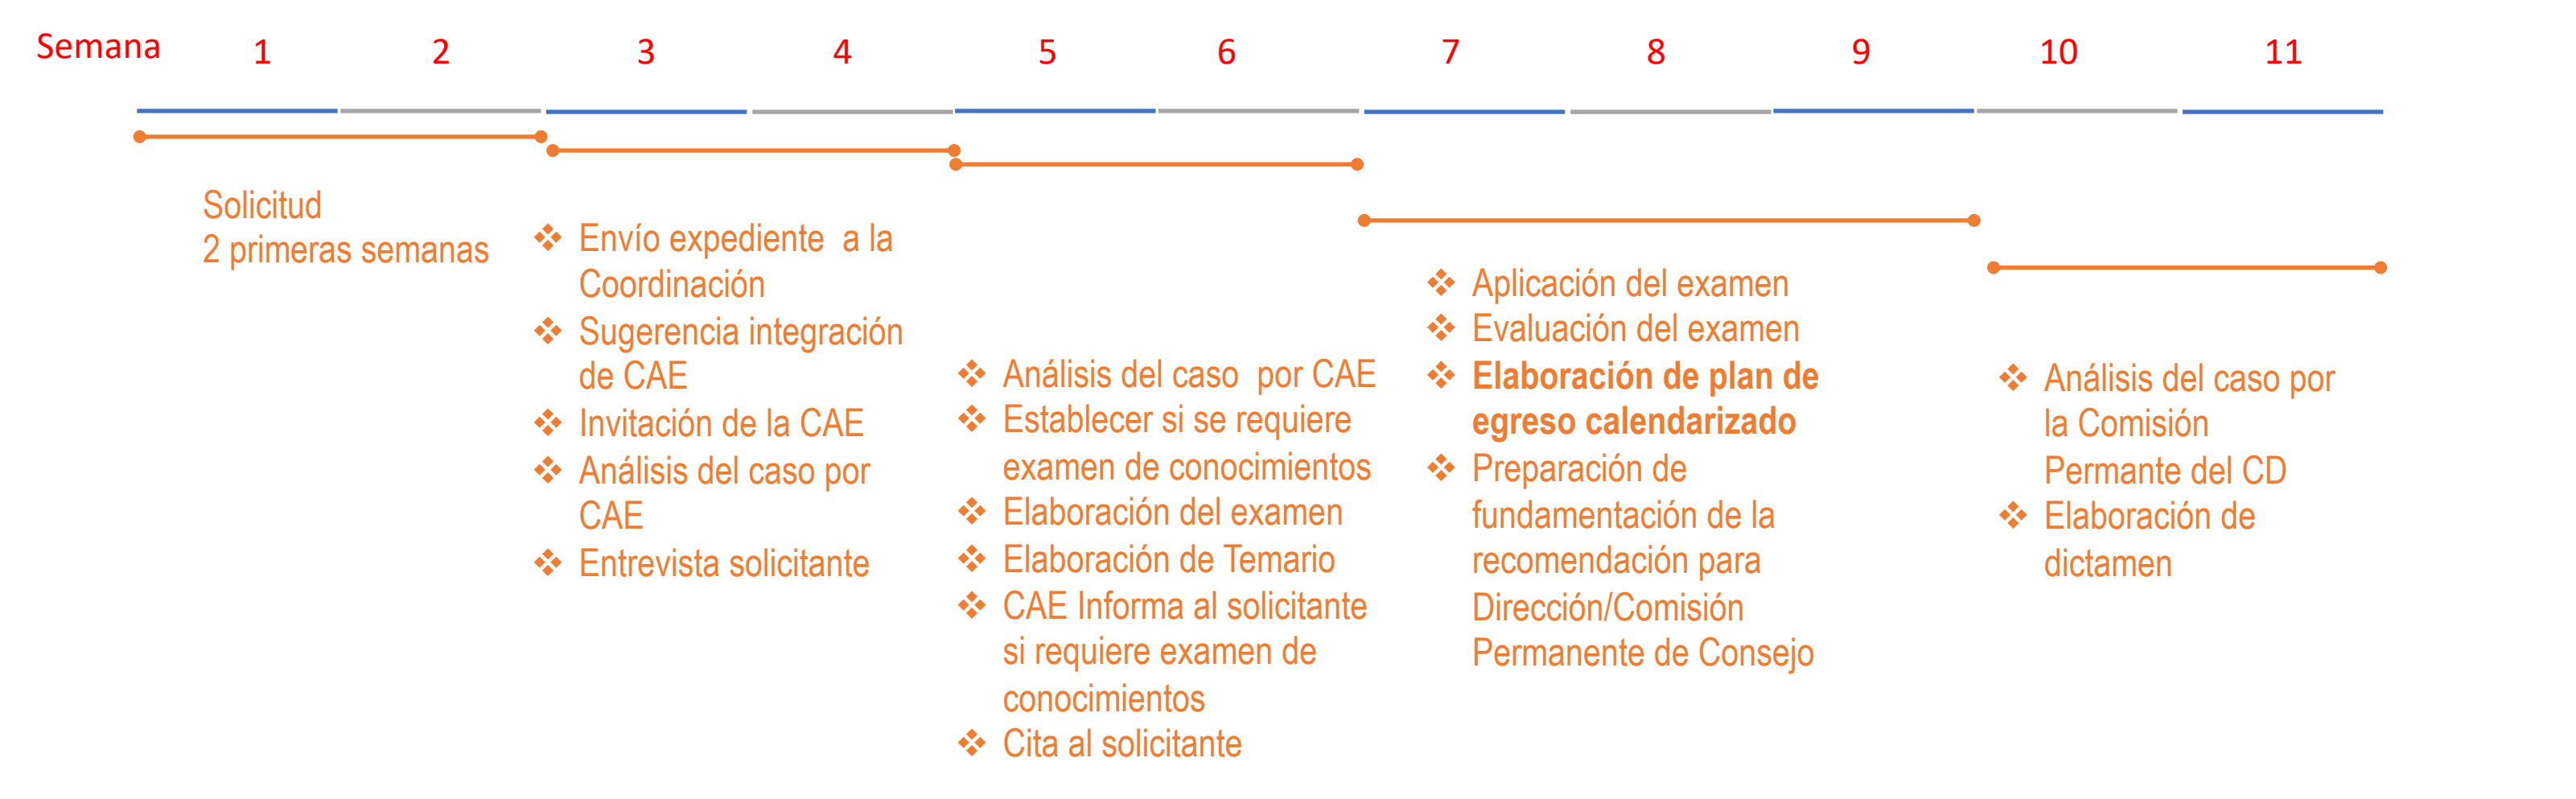 Semana 1 2 3 4 5 6 7 8 9 10 11
Solicitud
2 primeras semanas
❖ Envío expediente  a la
Coordinación
❖ Sugerencia integración
de CAE
❖ Invitación de la CAE
❖ Análisis del caso por
CAE
❖ Entrevista solicitante
❖ Análisis del caso  por CAE
❖ Establecer si se requiere
examen de conocimientos
❖ Elaboración del examen
❖ Elaboración de Temario
❖ CAE Informa al solicitante
si requiere examen de
conocimientos
❖ Cita al solicitante
❖ Aplicación del examen
❖ Evaluación del examen
❖ Elaboración de plan de
egreso calendarizado
❖ Preparación de
fundamentación de la
recomendación para
Dirección/Comisión
Permanente de Consejo
❖ Análisis del caso por
la Comisión
Permante del CD
❖ Elaboración de
dictamen